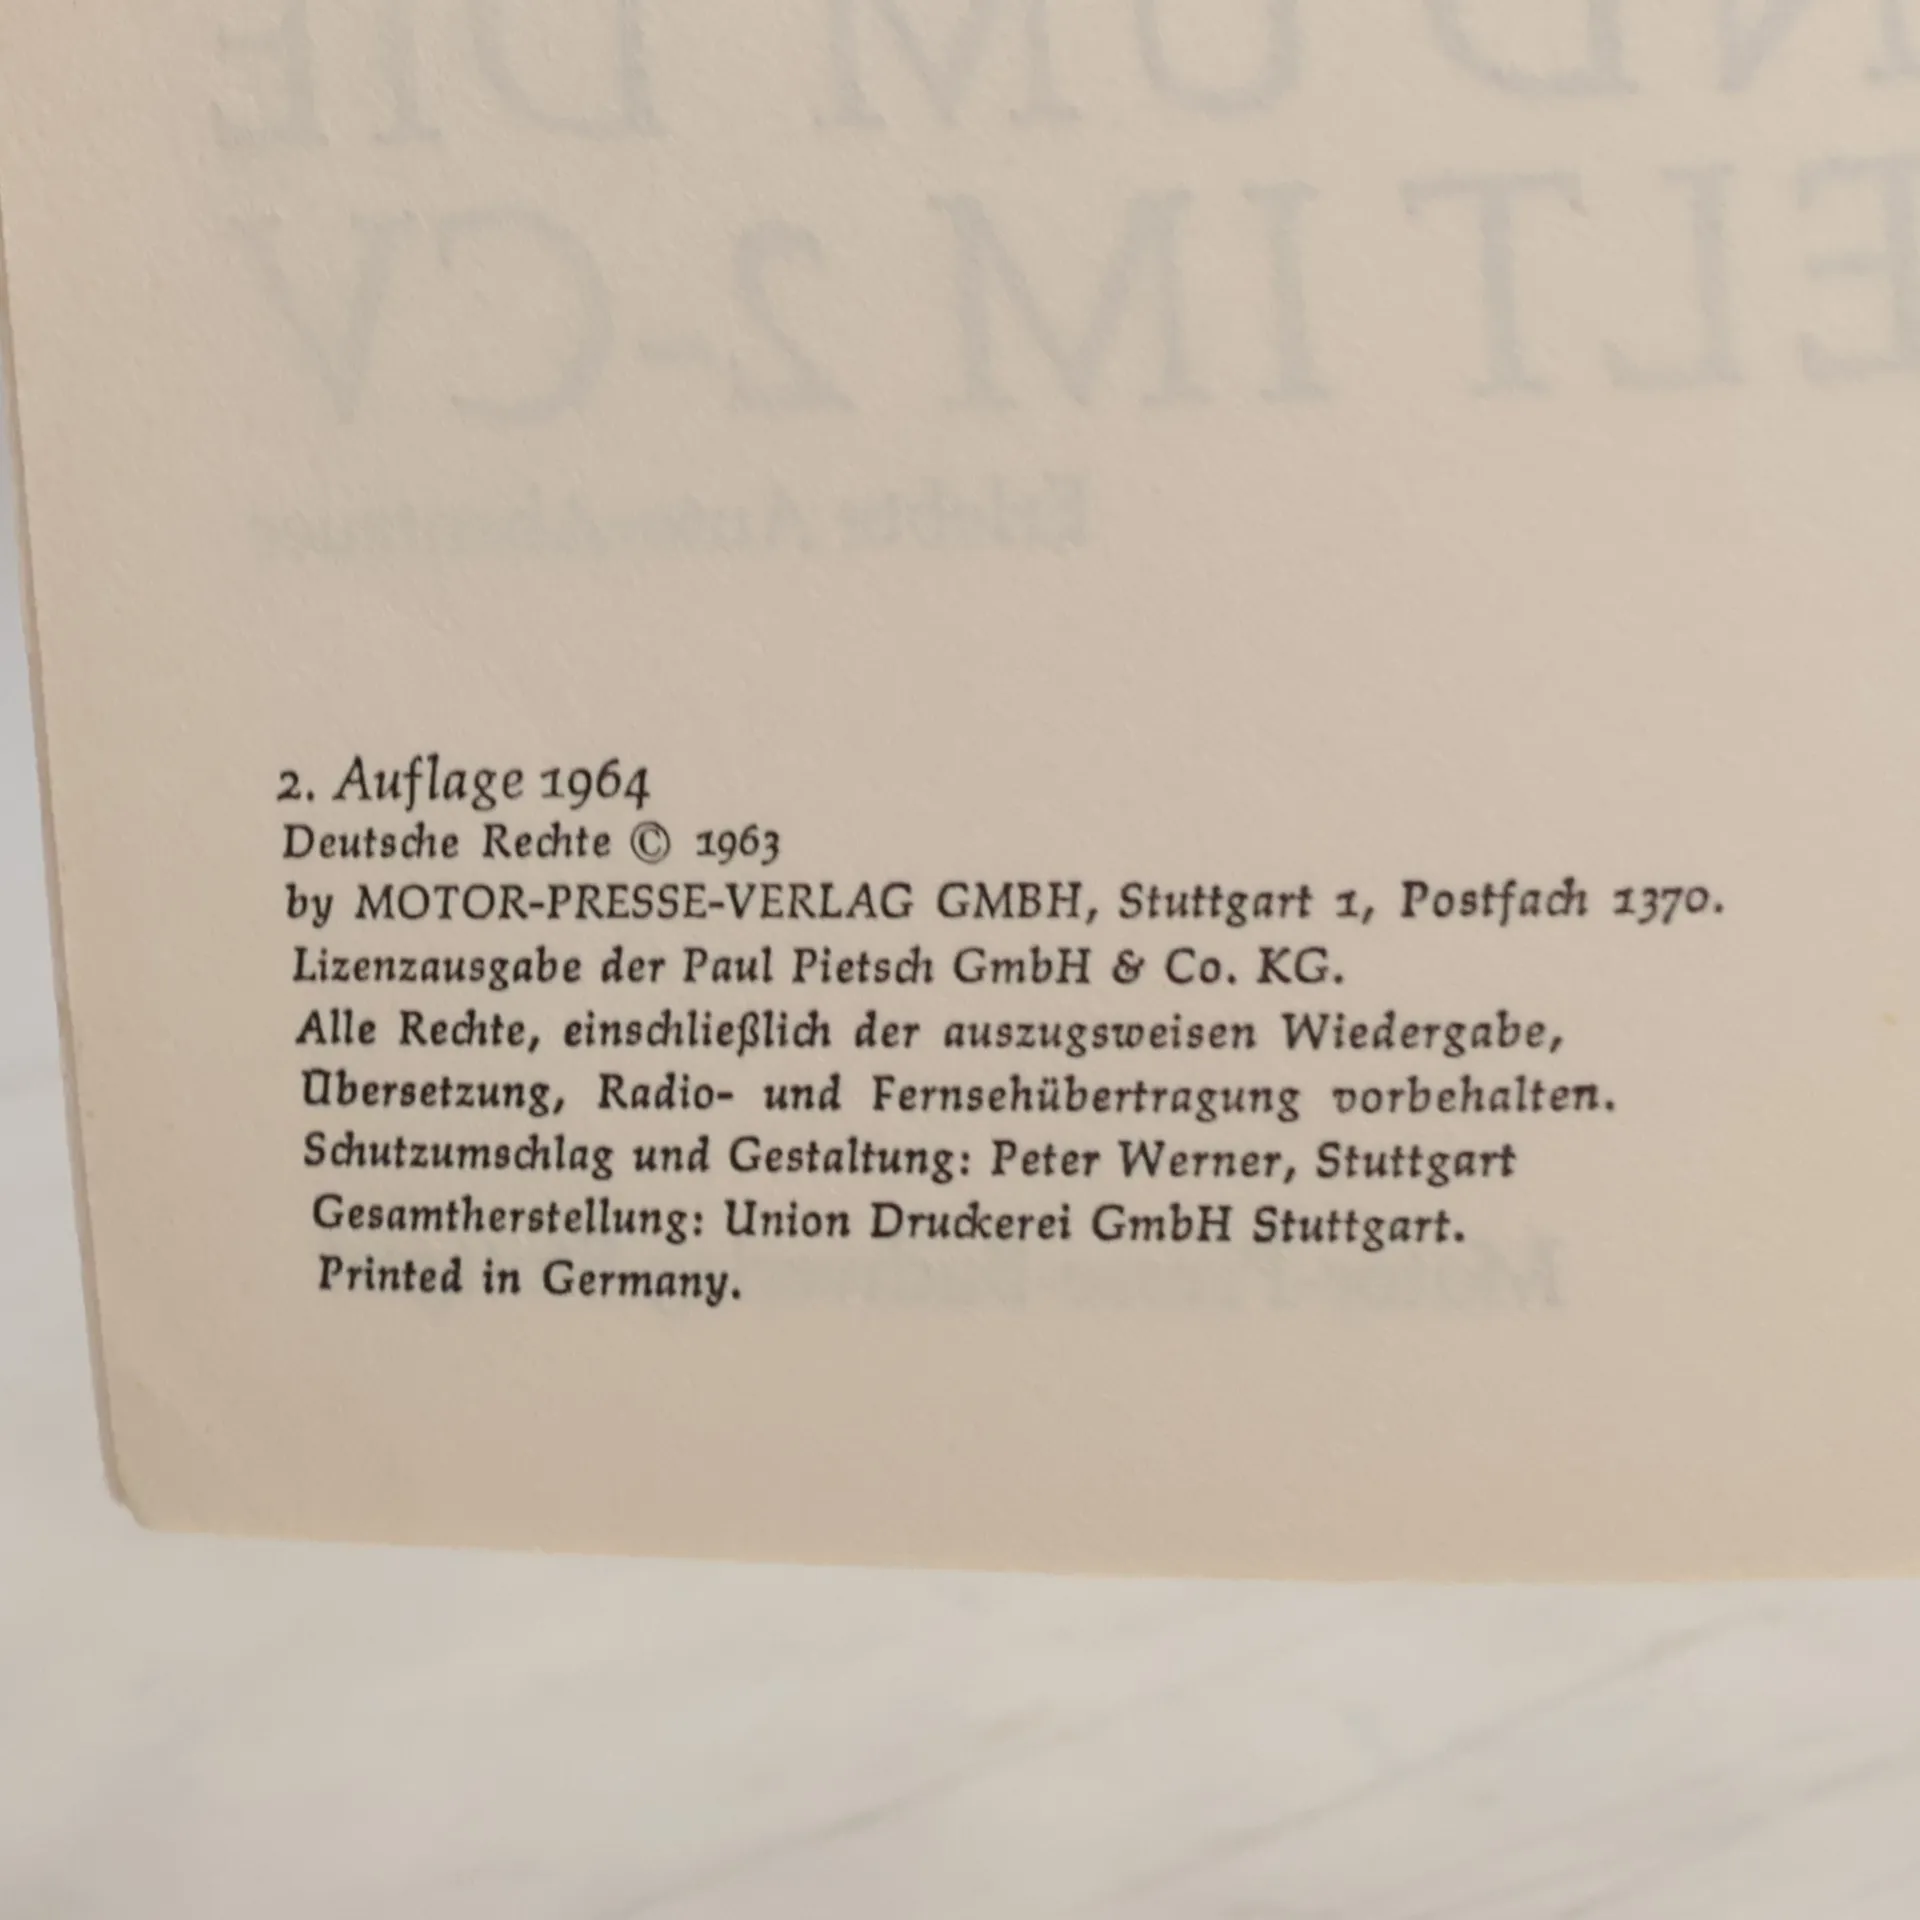 2. Auflage 1964
Deutsche Rechte © 1963
by MOTOR-PRESSE-VERLAG GMBH, Stuttgart 1, Postfach 1370.
Lizenzausgabe der Paul Pietsch GmbH & Co. KG.
Alle Rechte, einschließlich der auszugsweisen Wiedergabe,
Übersetzung, Radio- und Fernsehübertragung vorbehalten.
Schutzumschlag und Gestaltung: Peter Werner, Stuttgart
Gesamtherstellung: Union Druckerei GmbH Stuttgart.
Printed in Germany.